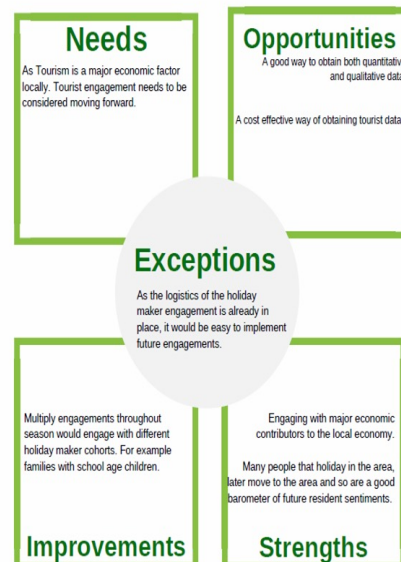 Needs
As Tourism is a major economic factor
locally. Tourist engagement needs to be
considered moving forward.
Opportunities
A good way to obtain both quantitativ
and qualitative data
A cost effective way of obtaining tourist data
Exceptions
As the logistics of the holiday
maker engagement is already in
place, it would be easy to implement
future engagements.
Multiply engagements throughout
season would engage with different
holiday maker cohorts. For example
families with school age children.
Improvements
Engaging with major economic
contributors to the local economy.
Many people that holiday in the area,
later move to the area and so are a good
barometer of future resident sentiments.
Strengths